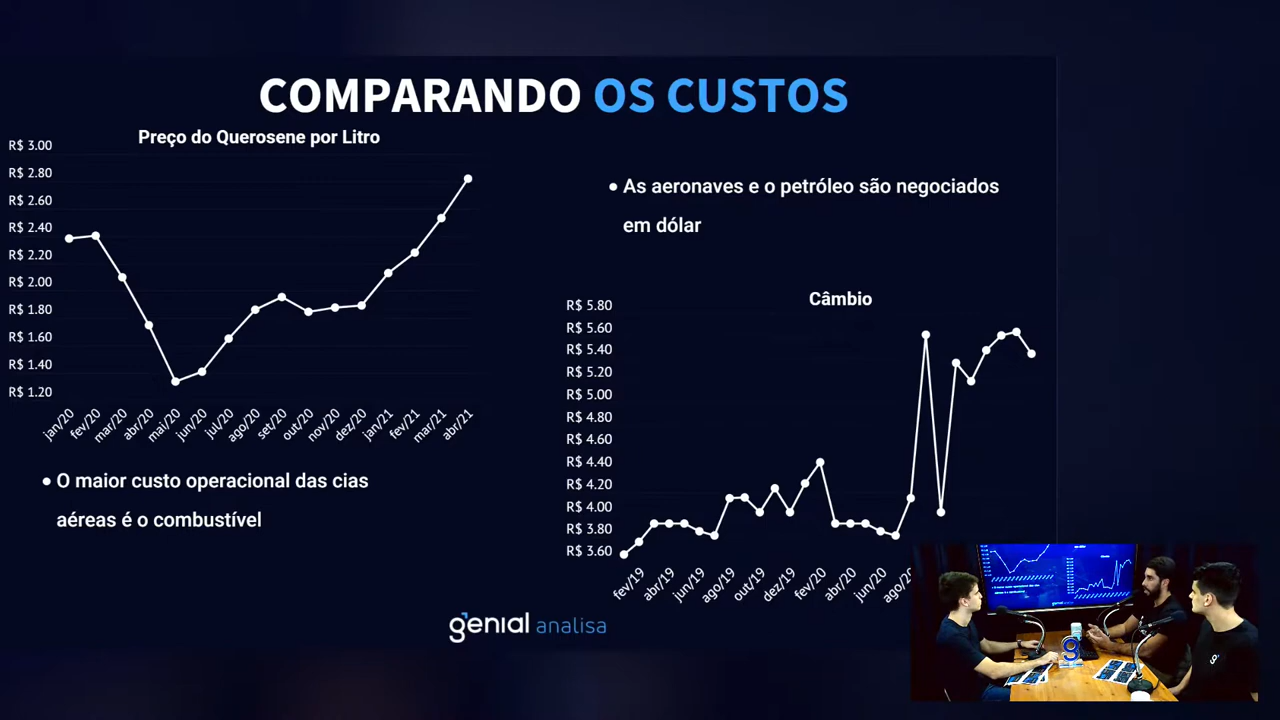 COMPARANDO OS CUSTOS
Preço do Querosene por Litro
R$ 3.00
R$ 2.80
R$ 2.60
R$ 2.40
R$ 2.20
R$ 2.00
R$ 1.80
R$ 1.60
R$ 1.40
R$ 1.20
jan/20
fev/20
mar/20
abr/20
mai/20
jun/20
jul/20
ago/20
set/20
out/20
nov/20
dez/20
jan/21
fev/21
mar/21
abr/21
• O maior custo operacional das cias
aéreas é o combustível
• As aeronaves e o petróleo são negociados
em dólar
Câmbio
R$ 5.80
R$ 5.60
R$ 5.40
R$ 5.20
R$ 5.00
R$ 4.80
R$ 4.60
R$ 4.40
R$ 4.20
R$ 4.00
R$ 3.80
R$ 3.60
fev/19
abr/19
jun/19
ago/19
out/19
dez/19
fev/20
abr/20
jun/20
genial analisa